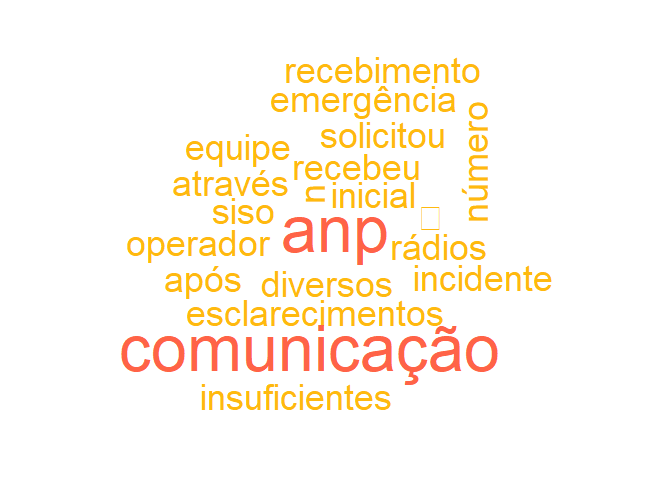 recebimento
emergência
número
solicitou
equipe
recebeu
através
n
inicial
siso
anp
operador
rádios
após
diversos
incidente
esclarecimentos
comunicação
insuficientes